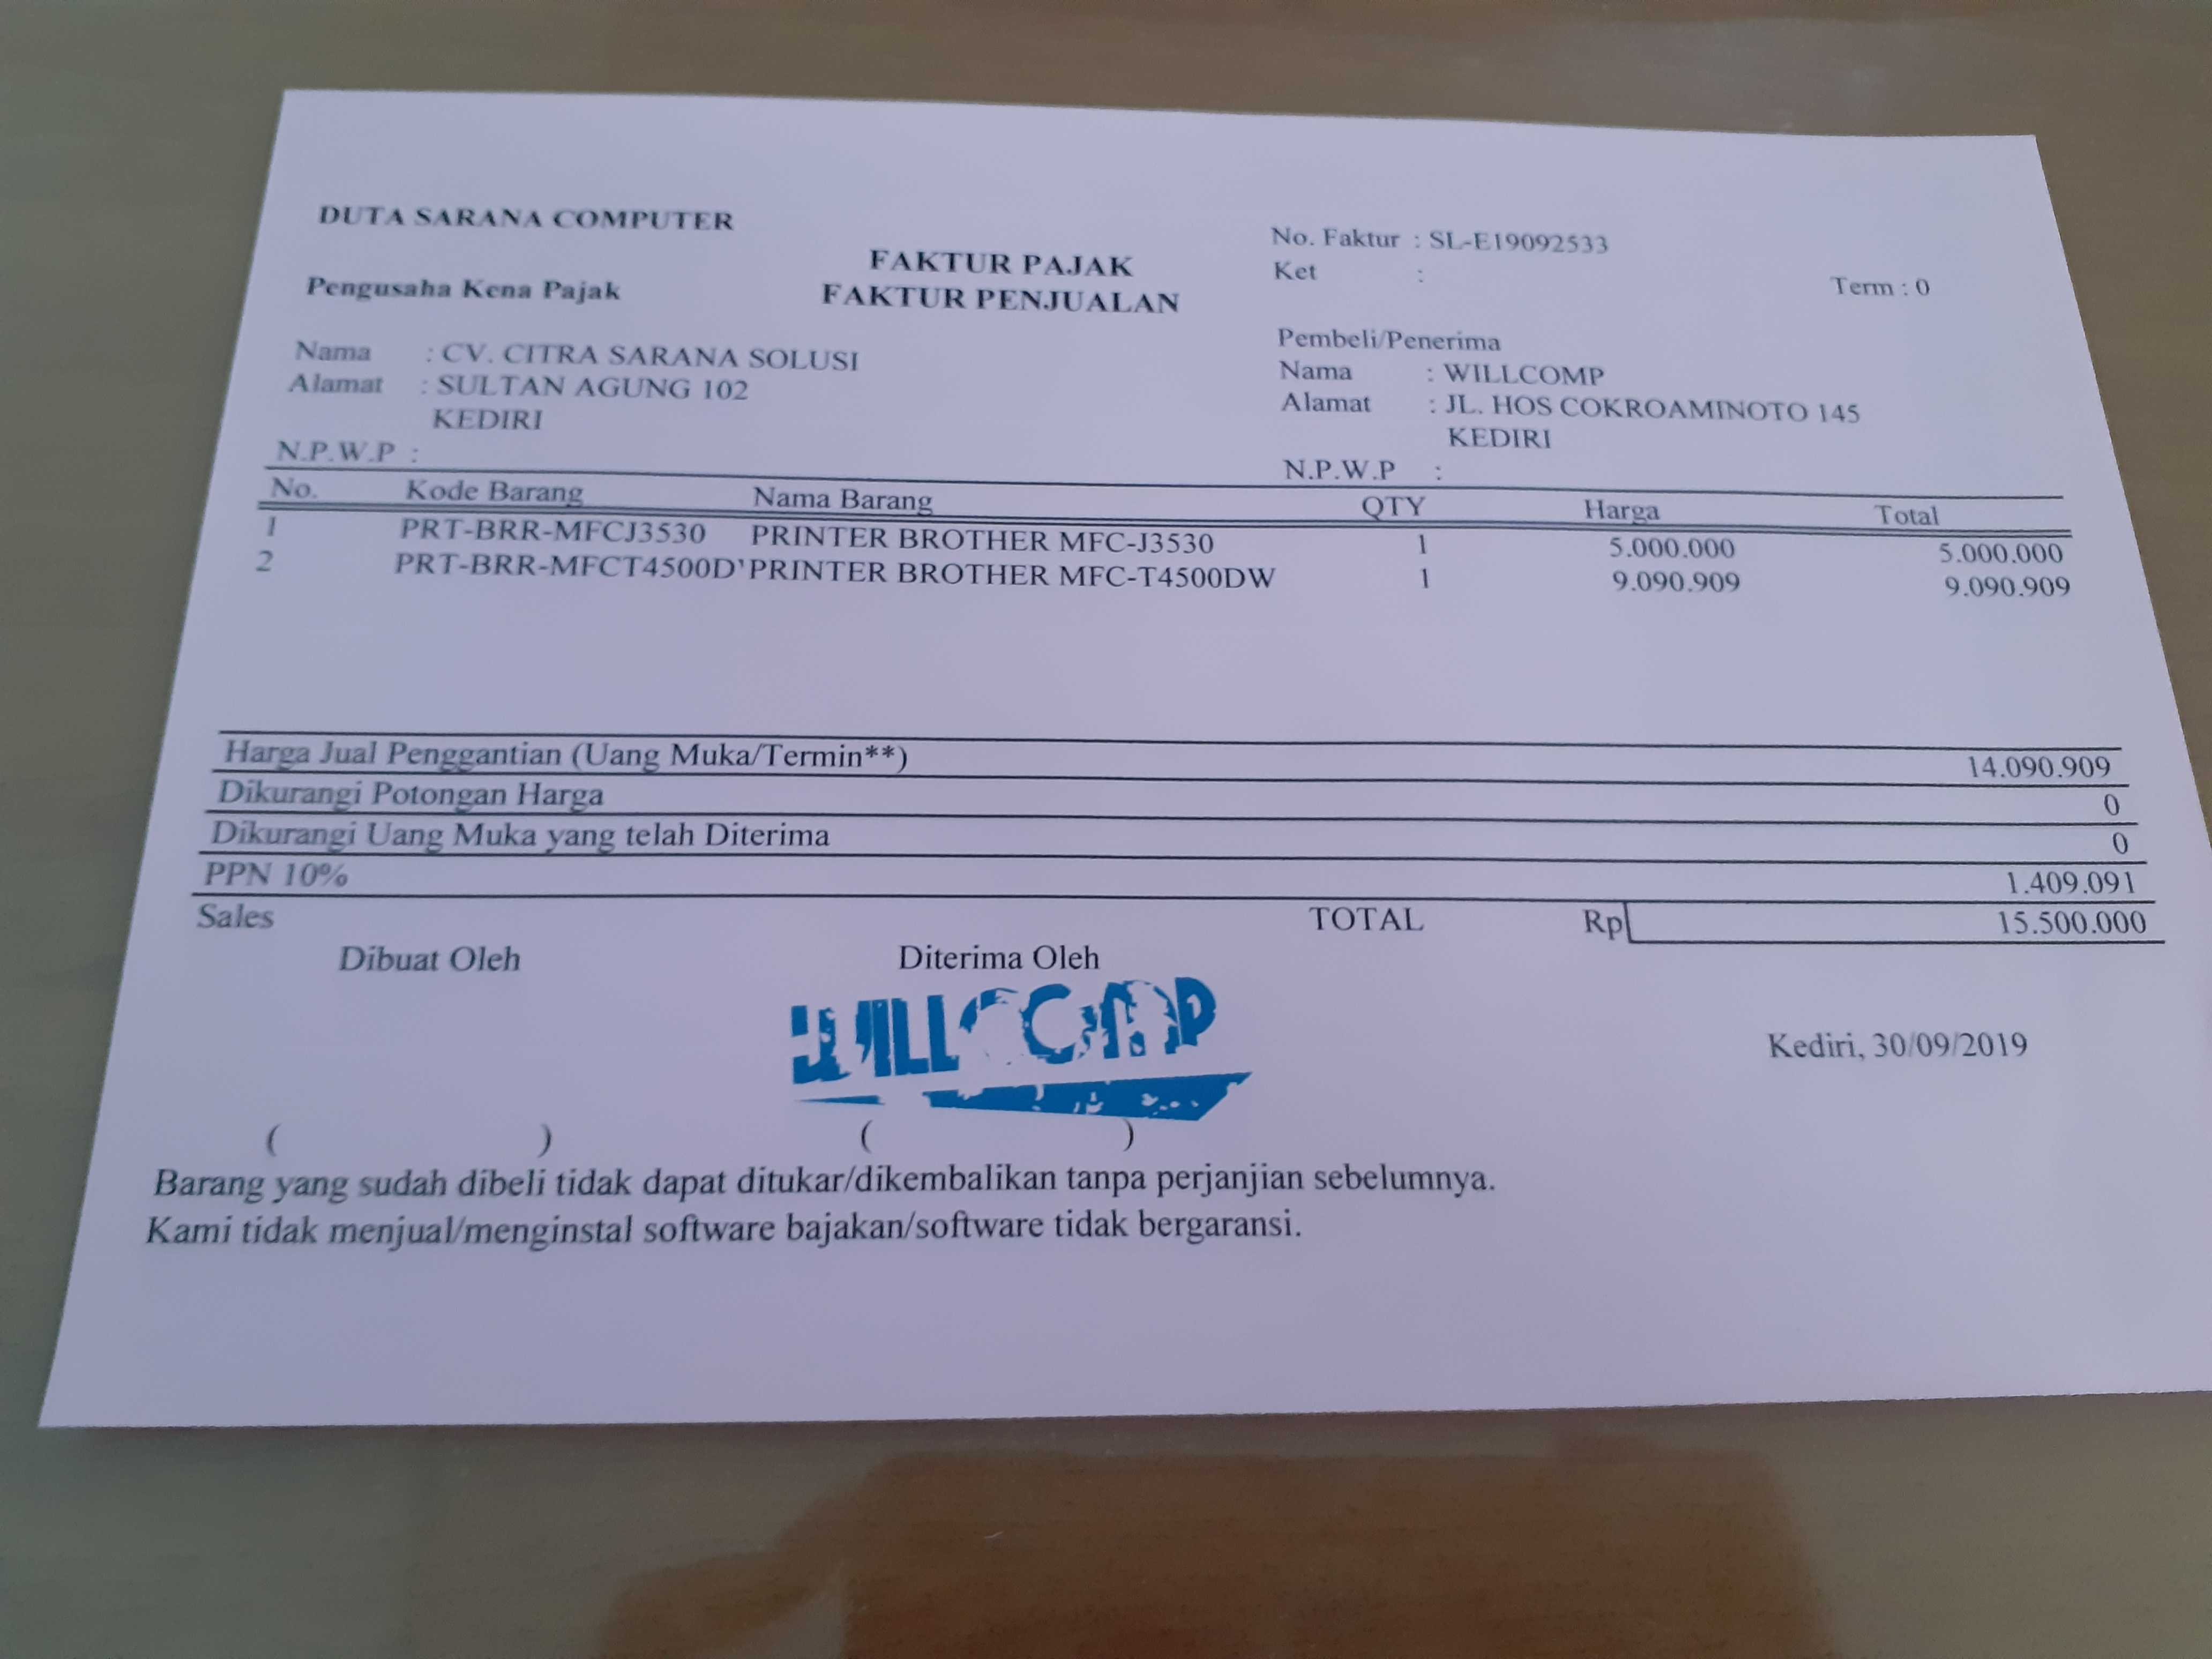 DUTA SARANA COMPUTER
FAKTUR PAJAK
FAKTUR PENJUALAN
No. Faktur : SL-E19092533
Ket :
Term : 0
Pengusaha Kena Pajak
Nama : CV. CITRA SARANA SOLUSI
Alamat : SULTAN AGUNG 102
KEDIRI
N.P.W.P :
Pembeli/Penerima
Nama : WILLCOMP
Alamat : JL. HOS COKROAMINOTO 145
KEDIRI
N.P.W.P :
No. Kode Barang Nama Barang QTY Harga Total
1 PRT-BRR-MFCJ3530 PRINTER BROTHER MFC-J3530 1 5.000.000 5.000.000
2 PRT-BRR-MFCT4500D'PRINTER BROTHER MFC-T4500DW 1 9.090.909 9.090.909
Harga Jual Penggantian (Uang Muka/Termin**) 14.090.909
Dikurangi Potongan Harga 0
Dikurangi Uang Muka yang telah Diterima 0
PPN 10% 1.409.091
Sales TOTAL Rp 15.500.000
Dibuat Oleh Diterima Oleh
WILLCOMP
Kediri, 30/09/2019
( ) ( )
Barang yang sudah dibeli tidak dapat ditukar/dikembalikan tanpa perjanjian sebelumnya.
Kami tidak menjual/menginstal software bajakan/software tidak bergaransi.